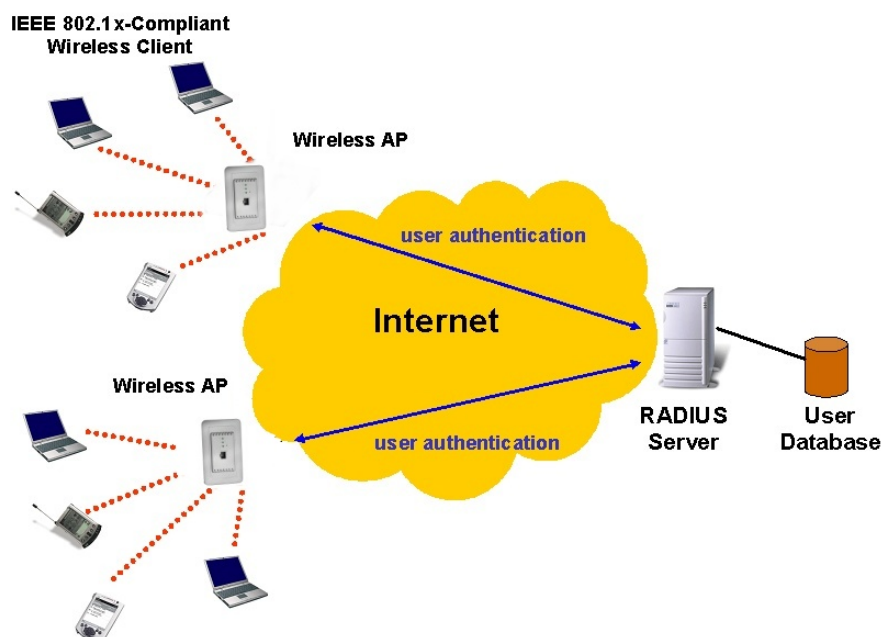 IEEE 802.1x-Compliant
Wireless Client
Wireless AP
user authentication
Internet
Wireless AP
user authentication
RADIUS
Server
User
Database